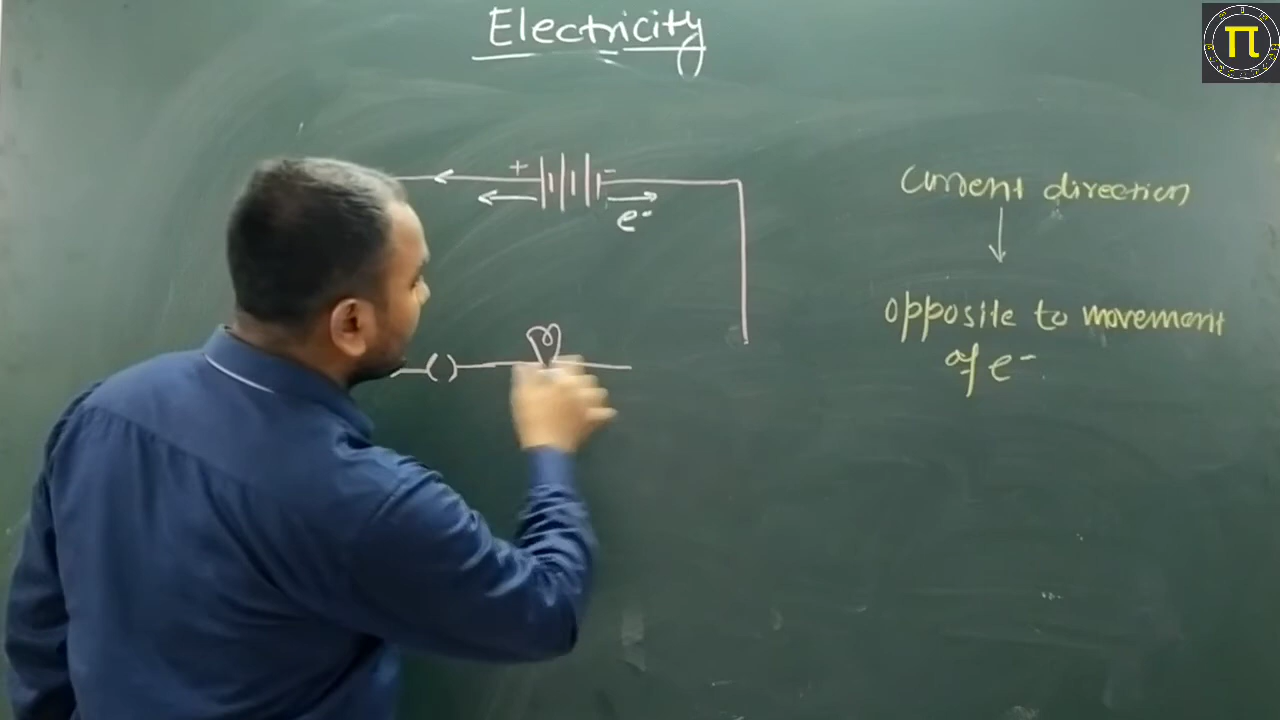 Electricity
π
+ -
e-
Current direction
opposite to movement
of e-